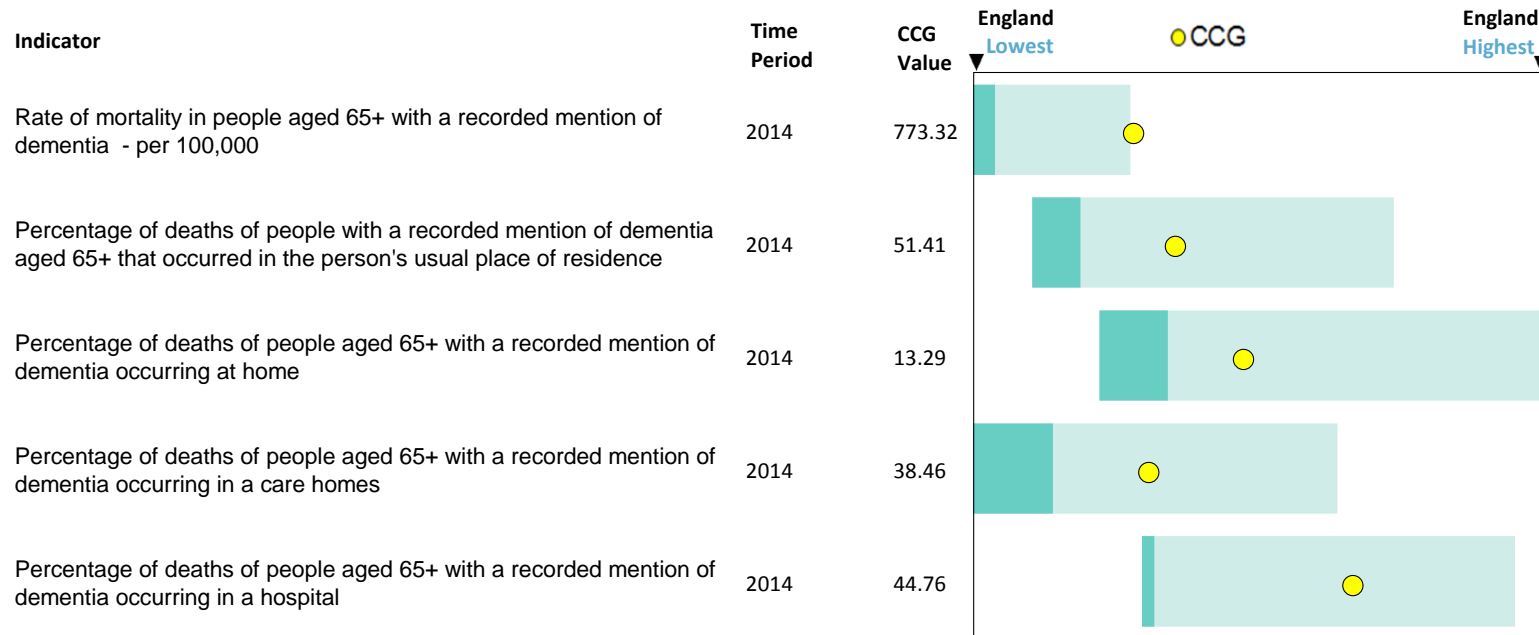 Indicator
Time
Period
CCG
Value
England
Lowest
CCG
England
Highest
Rate of mortality in people aged 65+ with a recorded mention of
dementia - per 100,000
2014
773.32
Percentage of deaths of people with a recorded mention of dementia
aged 65+ that occurred in the person's usual place of residence
2014
51.41
Percentage of deaths of people aged 65+ with a recorded mention of
dementia occurring at home
2014
13.29
Percentage of deaths of people aged 65+ with a recorded mention of
dementia occurring in a care homes
2014
38.46
Percentage of deaths of people aged 65+ with a recorded mention of
dementia occurring in a hospital
2014
44.76